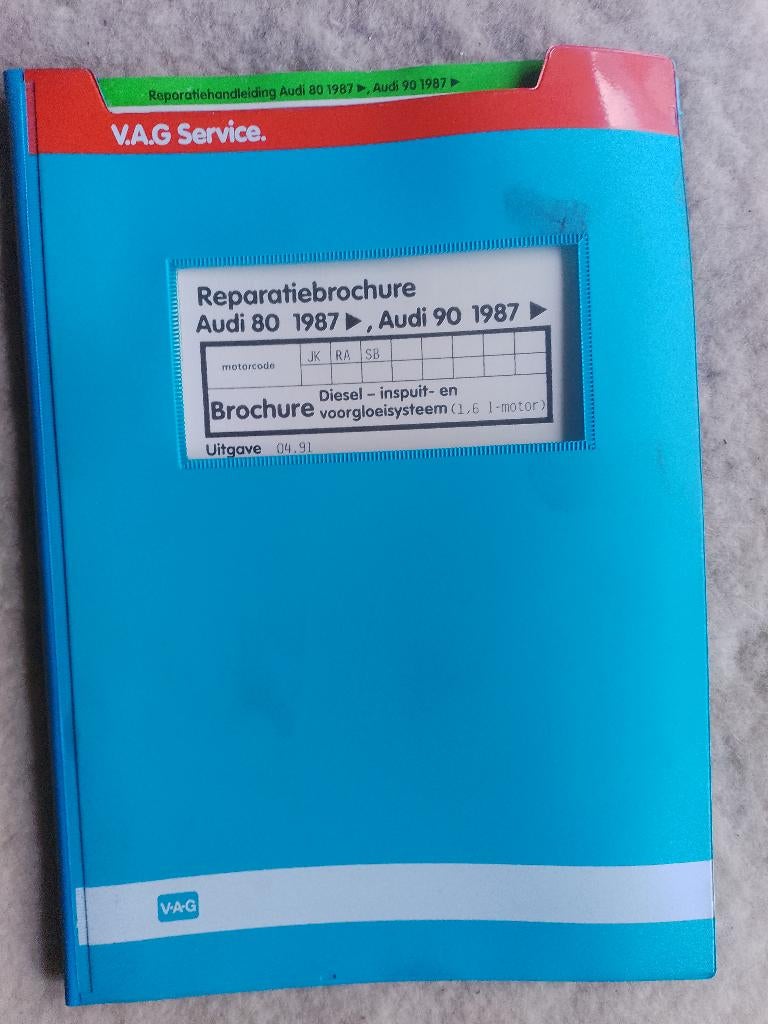 Reparatiehandleiding Audi 80 1987 ►, Audi 90 1987 ►
V.A.G Service.
Reparatiebrochure
Audi 80 1987 ►, Audi 90 1987 ►
motorcode JK RA SB
Brochure Diesel – inspuit- en
voorgloeisysteem (1,6 l-motor)
Uitgave 04.91
V·A·G